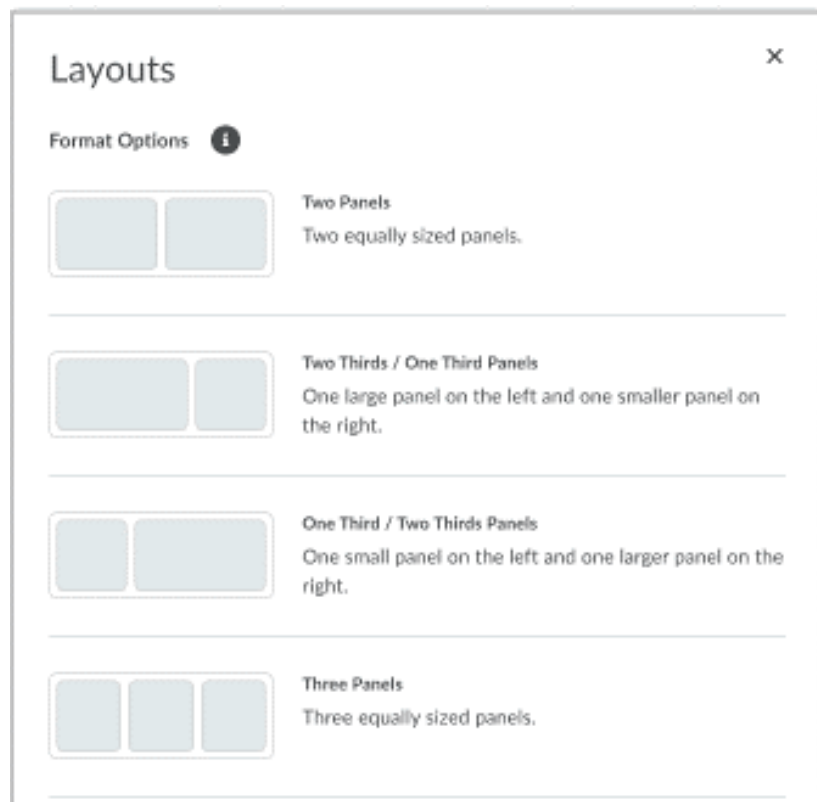 Layouts
Format Options
Two Panels
Two equally sized panels.
Two Thirds / One Third Panels
One large panel on the left and one smaller panel on
the right.
One Third / Two Thirds Panels
One small panel on the left and one larger panel on the
right.
Three Panels
Three equally sized panels.